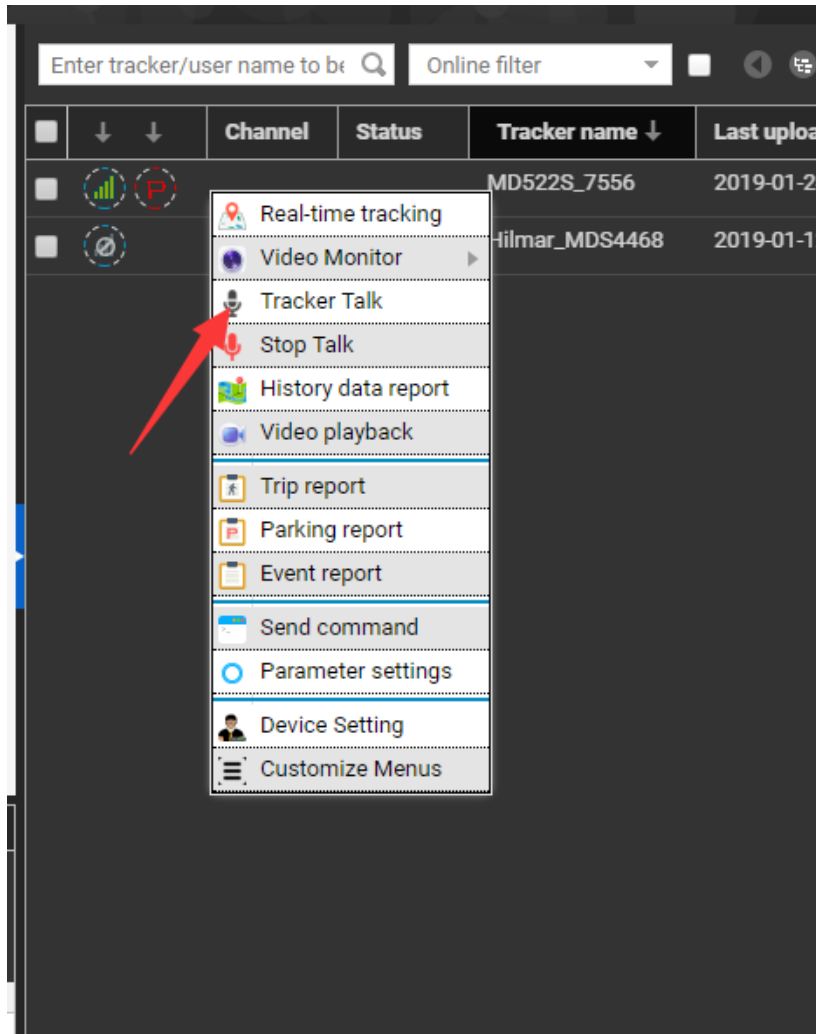 Enter tracker/user name to be
Online filter
Channel Status Tracker name Last uploa
MD522S_7556 2019-01-2
Hilmar_MDS4468 2019-01-1
Real-time tracking
Video Monitor
Tracker Talk
Stop Talk
History data report
Video playback
Trip report
Parking report
Event report
Send command
Parameter settings
Device Setting
Customize Menus